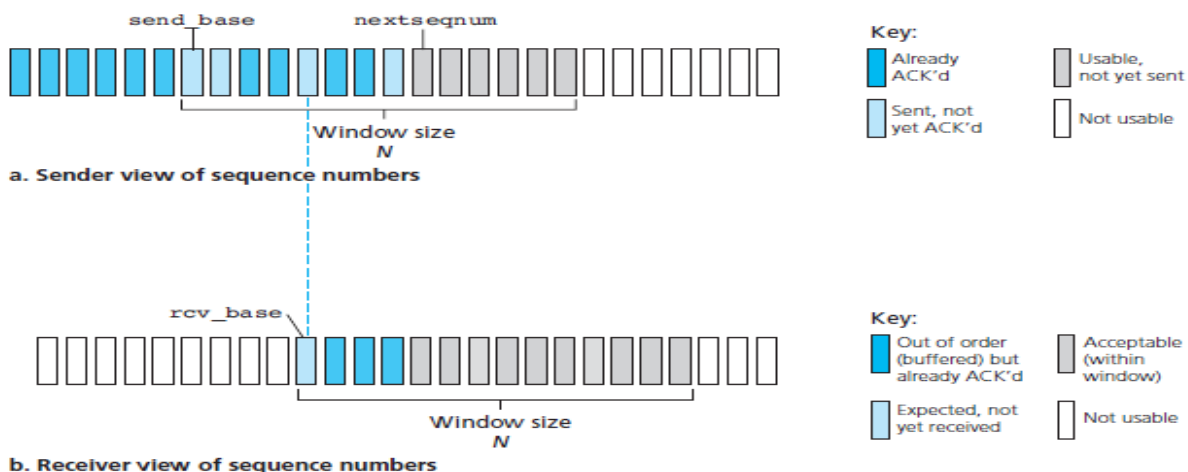 send_base
nextseqnum
Window size
N
a. Sender view of sequence numbers
Key:
Already
ACK'd
Usable,
not yet sent
Sent, not
yet ACK'd
Not usable
rcv_base
Window size
N
b. Receiver view of sequence numbers
Key:
Out of order
(buffered) but
already ACK'd
Acceptable
(within
window)
Expected, not
yet received
Not usable